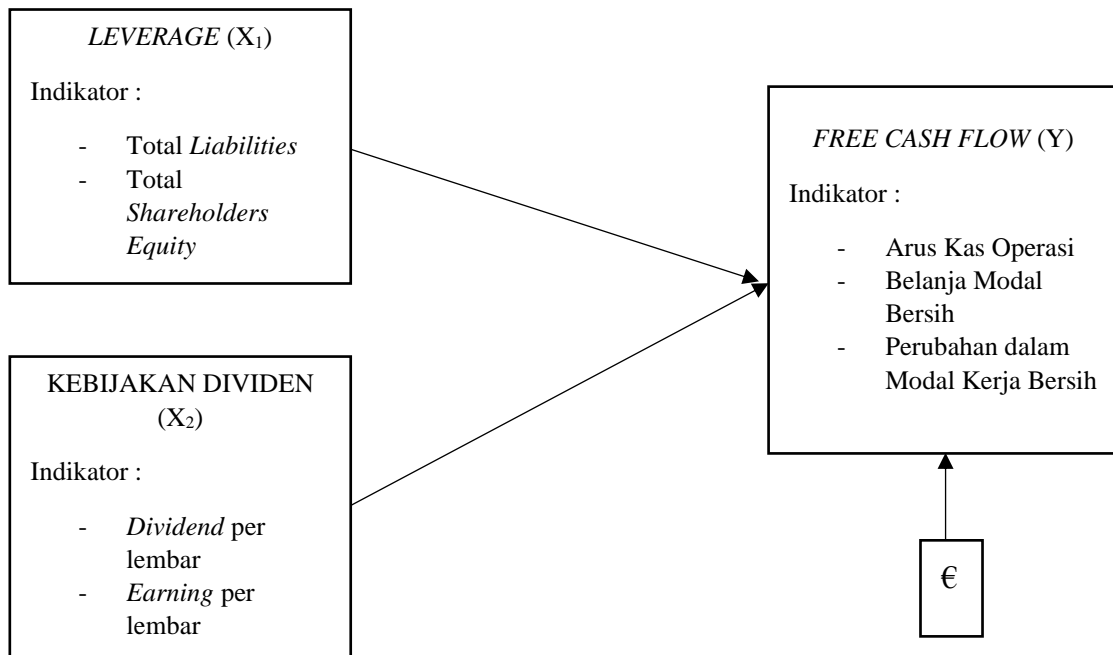 LEVERAGE (X₁)
Indikator :
- Total Liabilities
- Total
Shareholders
Equity
KEBIJAKAN DIVIDEN
(X₂)
Indikator :
- Dividend per
lembar
- Earning per
lembar
FREE CASH FLOW (Y)
Indikator :
- Arus Kas Operasi
- Belanja Modal
Bersih
- Perubahan dalam
Modal Kerja Bersih
€